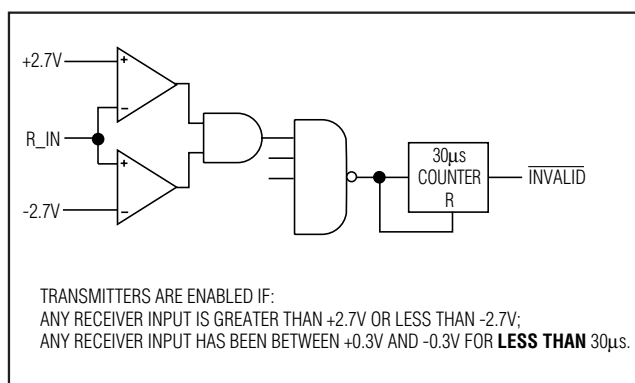 +2.7V
R_IN
-2.7V
+
−
+
−
30μs
COUNTER
R
INVALID
TRANSMITTERS ARE ENABLED IF:
ANY RECEIVER INPUT IS GREATER THAN +2.7V OR LESS THAN -2.7V;
ANY RECEIVER INPUT HAS BEEN BETWEEN +0.3V AND -0.3V FOR LESS THAN 30μs.